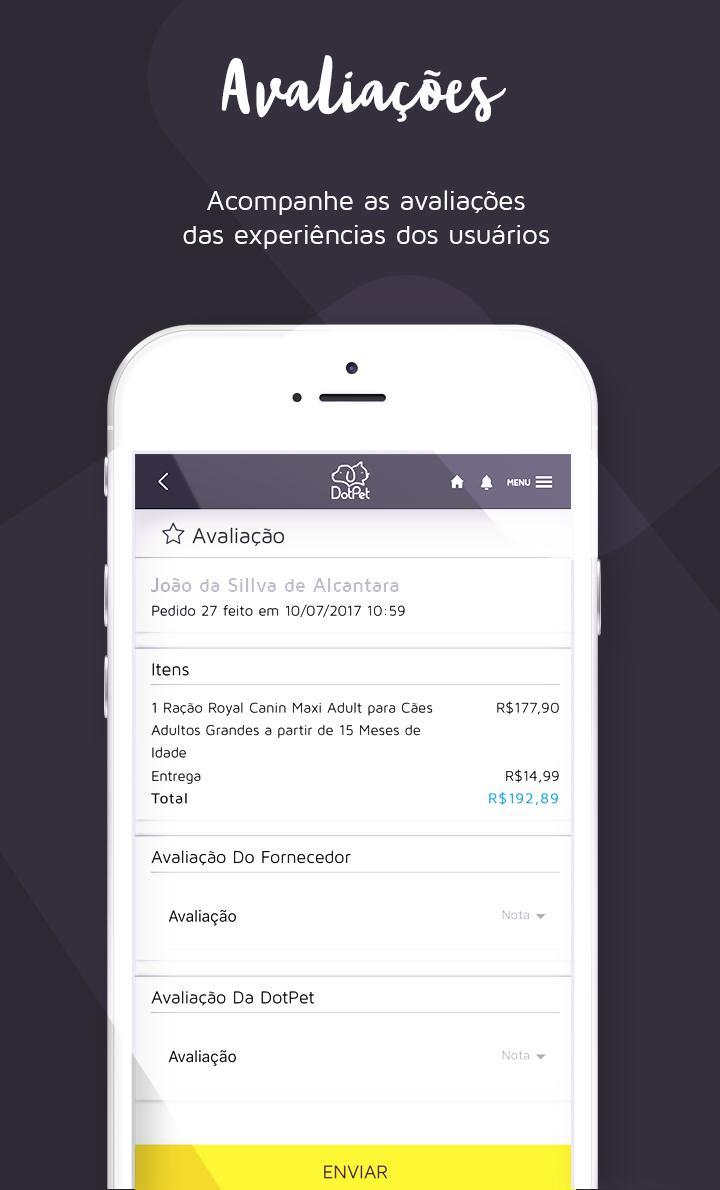 Avaliações
Acompanhe as avaliações
das experiências dos usuários
DotPet
MENU
Avaliação
João da Sillva de Alcantara
Pedido 27 feito em 10/07/2017 10:59
Itens
1 Ração Royal Canin Maxi Adult para Cães R$177,90
Adultos Grandes a partir de 15 Meses de
Idade
Entrega R$14,99
Total R$192,89
Avaliação Do Fornecedor
Avaliação Nota
Avaliação Da DotPet
Avaliação Nota
ENVIAR